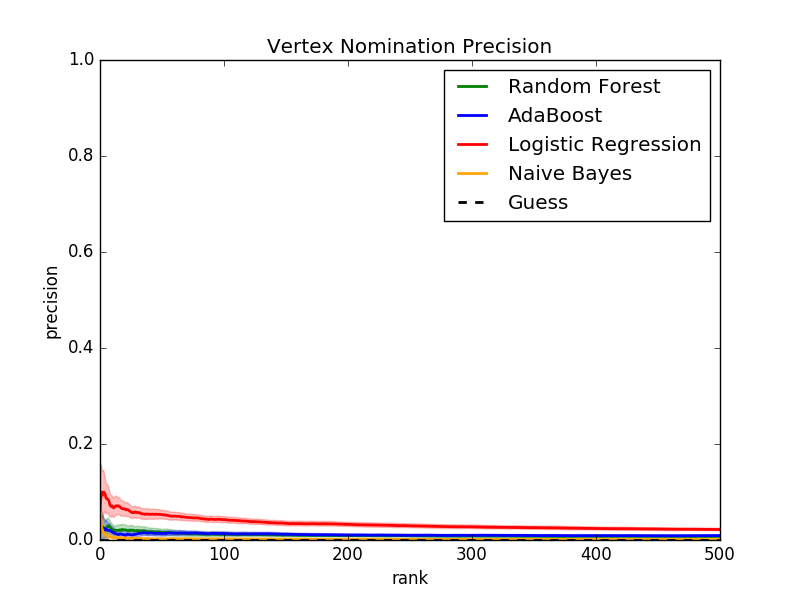 Vertex Nomination Precision
1.0
0.8
0.6
0.4
0.2
0.0
precision
Random Forest
AdaBoost
Logistic Regression
Naive Bayes
Guess
0 100 200 300 400 500
rank